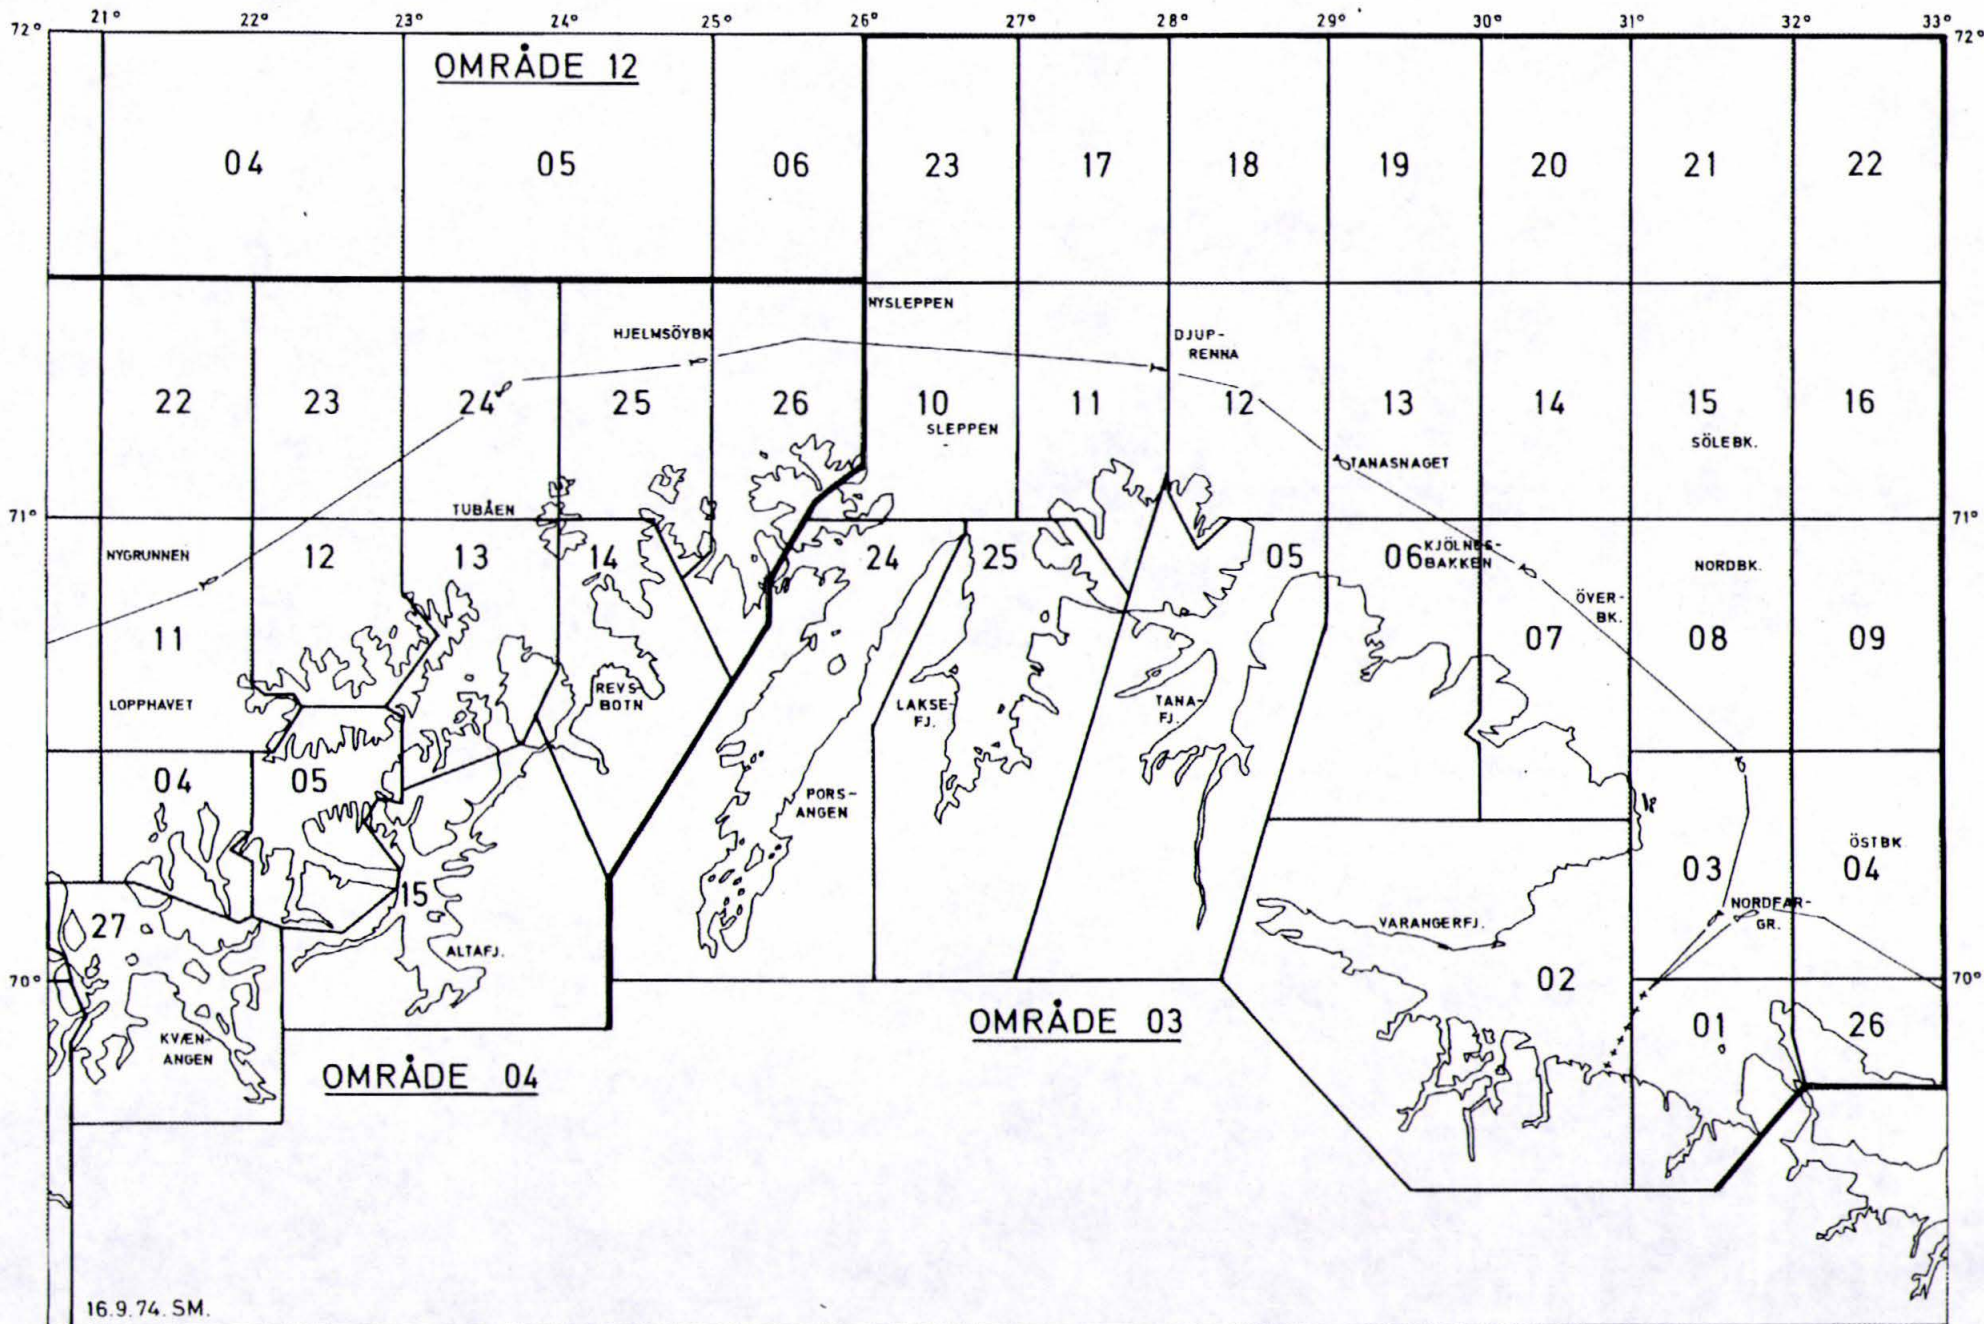 21° 22° 23° 24° 25° 26° 27° 28° 29° 30° 31° 32° 33°
72° 72°
OMRÅDE 12
04 05 06 23 17 18 19 20 21 22
NYSLEPPEN
HJELMSÖYBK
DJUP-
RENNA
22 23 24 25 26 10 11 12 13 14 15 16
SLEPPEN
SÖLEBK.
TANASNAGET
TUBÅEN
71° 71°
NYGRUNNEN
12 13 14 24 25 05 06
KJÖLNES-
BAKKEN
NORDBK.
ÖVER-
BK.
11 07 08 09
LOPPHAVET
REVS-
BOTN
LAKSE-
FJ.
TANA-
FJ.
04 05
PORS-
ANGEN
ÖSTBK.
03 04
15
27
NORDFAR-
GR.
VARANGERFJ.
ALTAFJ.
70° 70°
02
OMRÅDE 03
01 26
KVÆN-
ANGEN
OMRÅDE 04
16.9.74. SM.